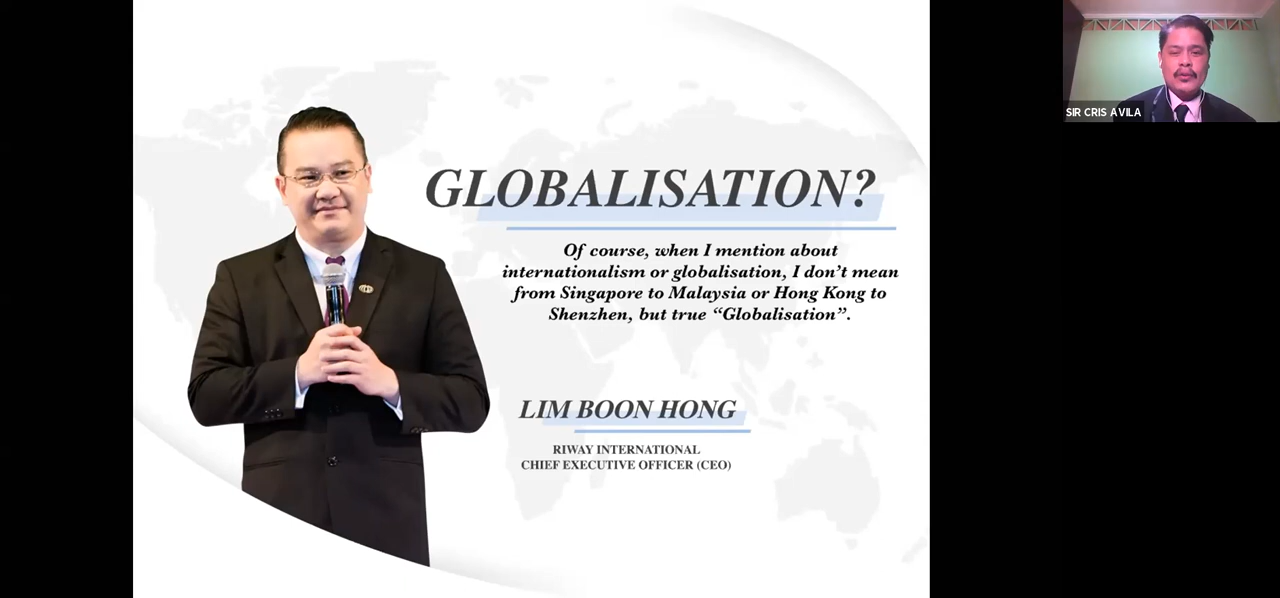 SIR CRIS AVILA
GLOBALISATION?
Of course, when I mention about
internationalism or globalisation, I don't mean
from Singapore to Malaysia or Hong Kong to
Shenzhen, but true “Globalisation”.
LIM BOON HONG
RIWAY INTERNATIONAL
CHIEF EXECUTIVE OFFICER (CEO)